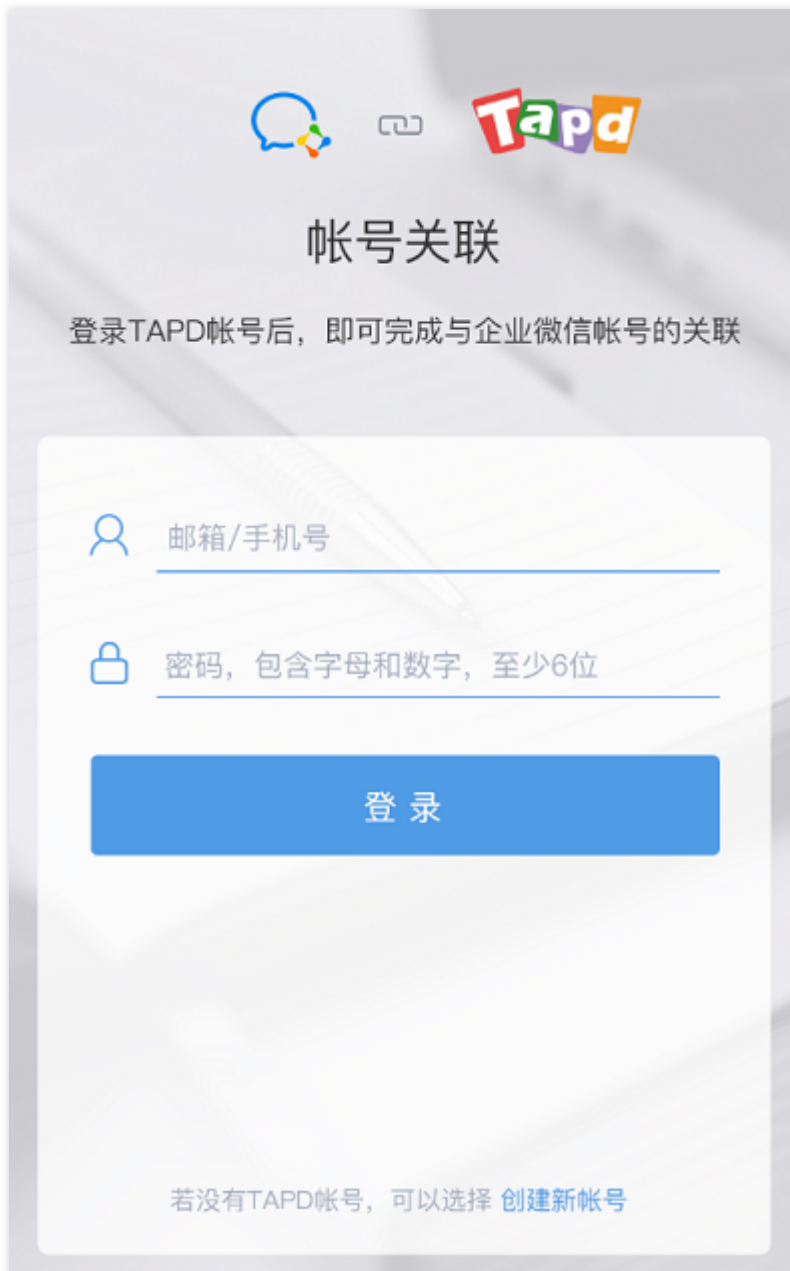 Tapd
帐号关联
登录TAPD帐号后，即可完成与企业微信帐号的关联
邮箱/手机号
密码，包含字母和数字，至少6位
登录
若没有TAPD帐号，可以选择 创建新帐号